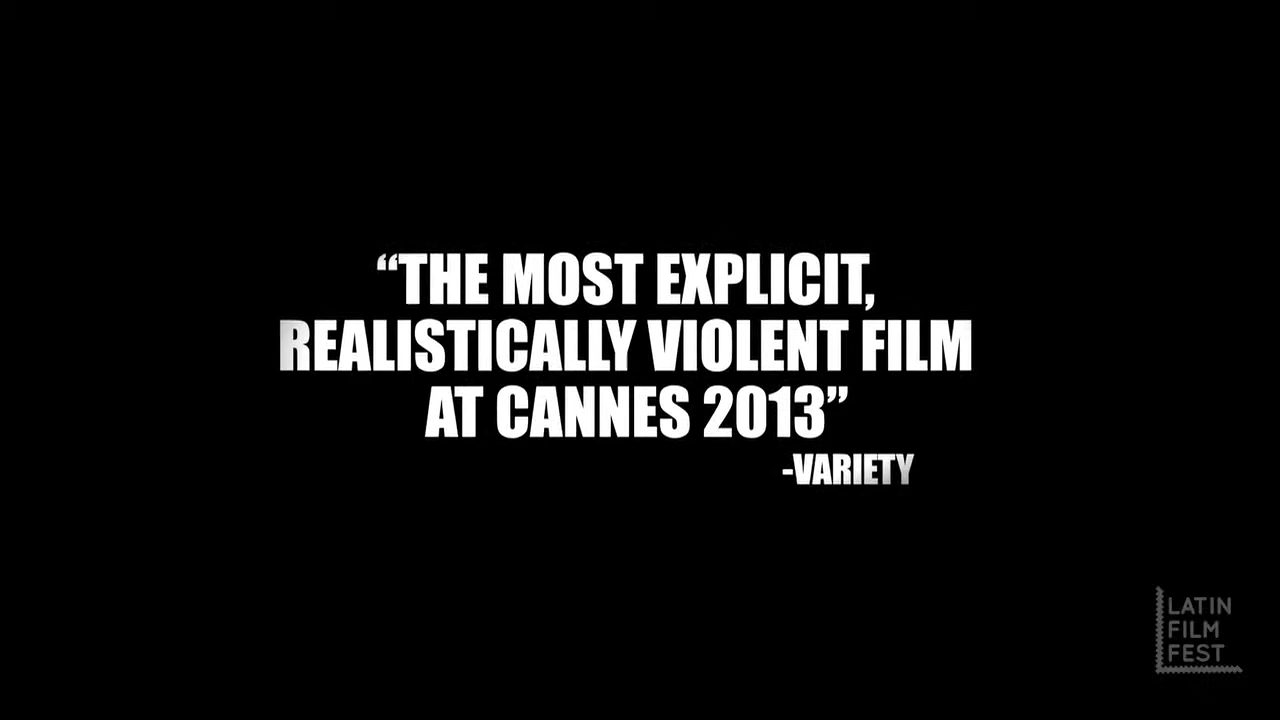 “THE MOST EXPLICIT,
REALISTICALLY VIOLENT FILM
AT CANNES 2013”
-VARIETY
LATIN
FILM
FEST